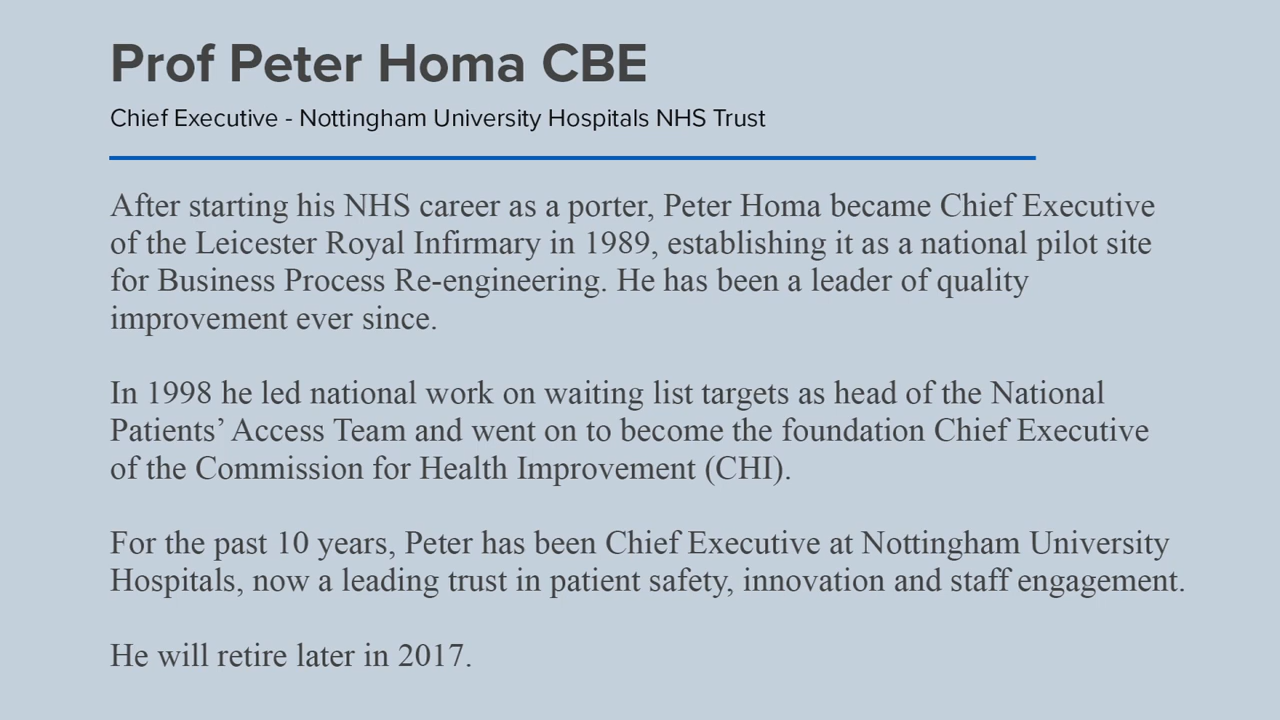 Prof Peter Homa CBE
Chief Executive - Nottingham University Hospitals NHS Trust
After starting his NHS career as a porter, Peter Homa became Chief Executive
of the Leicester Royal Infirmary in 1989, establishing it as a national pilot site
for Business Process Re-engineering. He has been a leader of quality
improvement ever since.
In 1998 he led national work on waiting list targets as head of the National
Patients’ Access Team and went on to become the foundation Chief Executive
of the Commission for Health Improvement (CHI).
For the past 10 years, Peter has been Chief Executive at Nottingham University
Hospitals, now a leading trust in patient safety, innovation and staff engagement.
He will retire later in 2017.